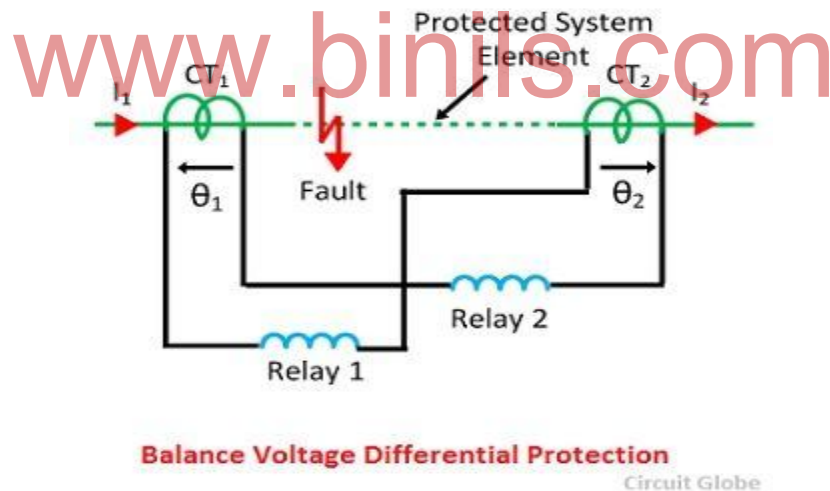 www.binils.com
Protected System
Element
CT₁
CT₂
I₁
I₂
θ₁
Fault
θ₂
Relay 2
Relay 1
Balance Voltage Differential Protection
Circuit Globe